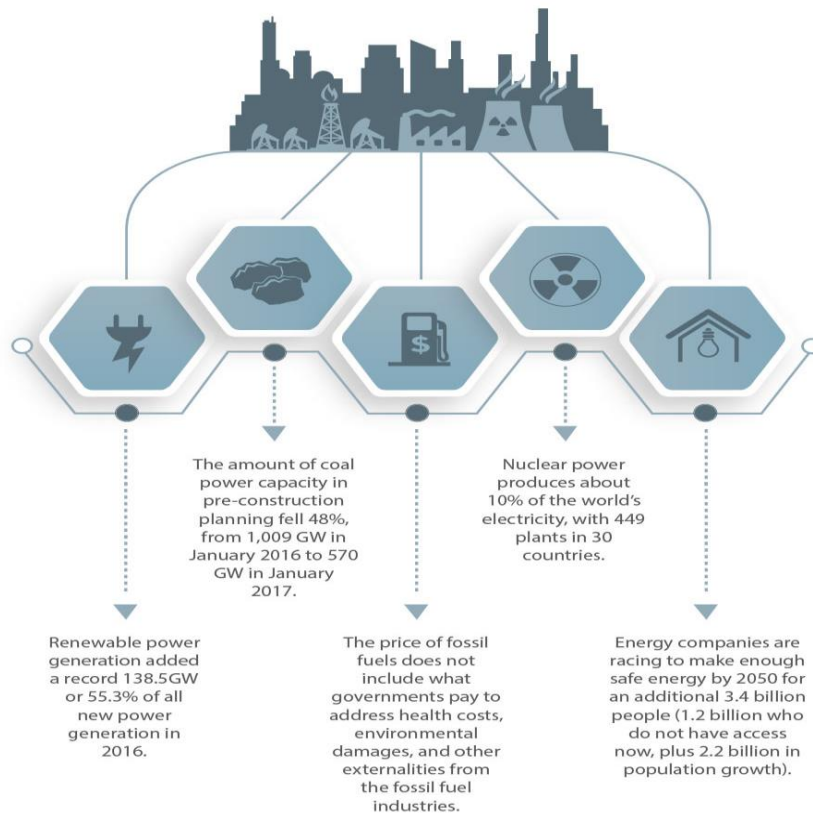 $
The amount of coal
power capacity in
pre-construction
planning fell 48%,
from 1,009 GW in
January 2016 to 570
GW in January
2017.
Nuclear power
produces about
10% of the world's
electricity, with 449
plants in 30
countries.
Renewable power
generation added
a record 138.5GW
or 55.3% of all
new power
generation in
2016.
The price of fossil
fuels does not
include what
governments pay to
address health costs,
environmental
damages, and other
externalities from
the fossil fuel
industries.
Energy companies are
racing to make enough
safe energy by 2050 for
an additional 3.4 billion
people (1.2 billion who
do not have access
now, plus 2.2 billion in
population growth).